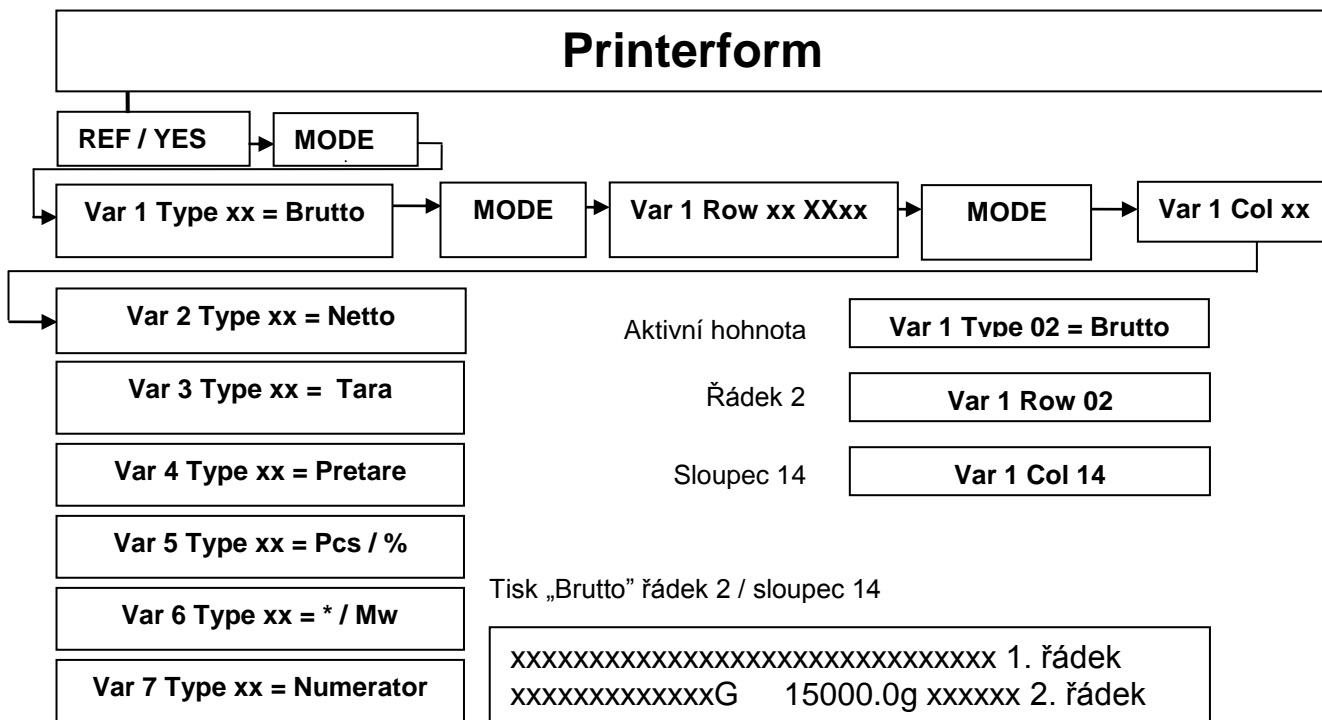 Printerform
REF / YES
MODE
Var 1 Type xx = Brutto
MODE
Var 1 Row xx XXxx
MODE
Var 1 Col xx
Var 2 Type xx = Netto
Var 3 Type xx = Tara
Var 4 Type xx = Pretare
Var 5 Type xx = Pcs / %
Var 6 Type xx = * / Mw
Var 7 Type xx = Numerator
Aktivní hohnota
Var 1 Type 02 = Brutto
Řádek 2
Var 1 Row 02
Sloupec 14
Var 1 Col 14
Tisk „Brutto” řádek 2 / sloupec 14
xxxxxxxxxxxxxxxxxxxxxxxxxxxxxxx 1. řádek
xxxxxxxxxxxxxG 15000.0g xxxxxx 2. řádek